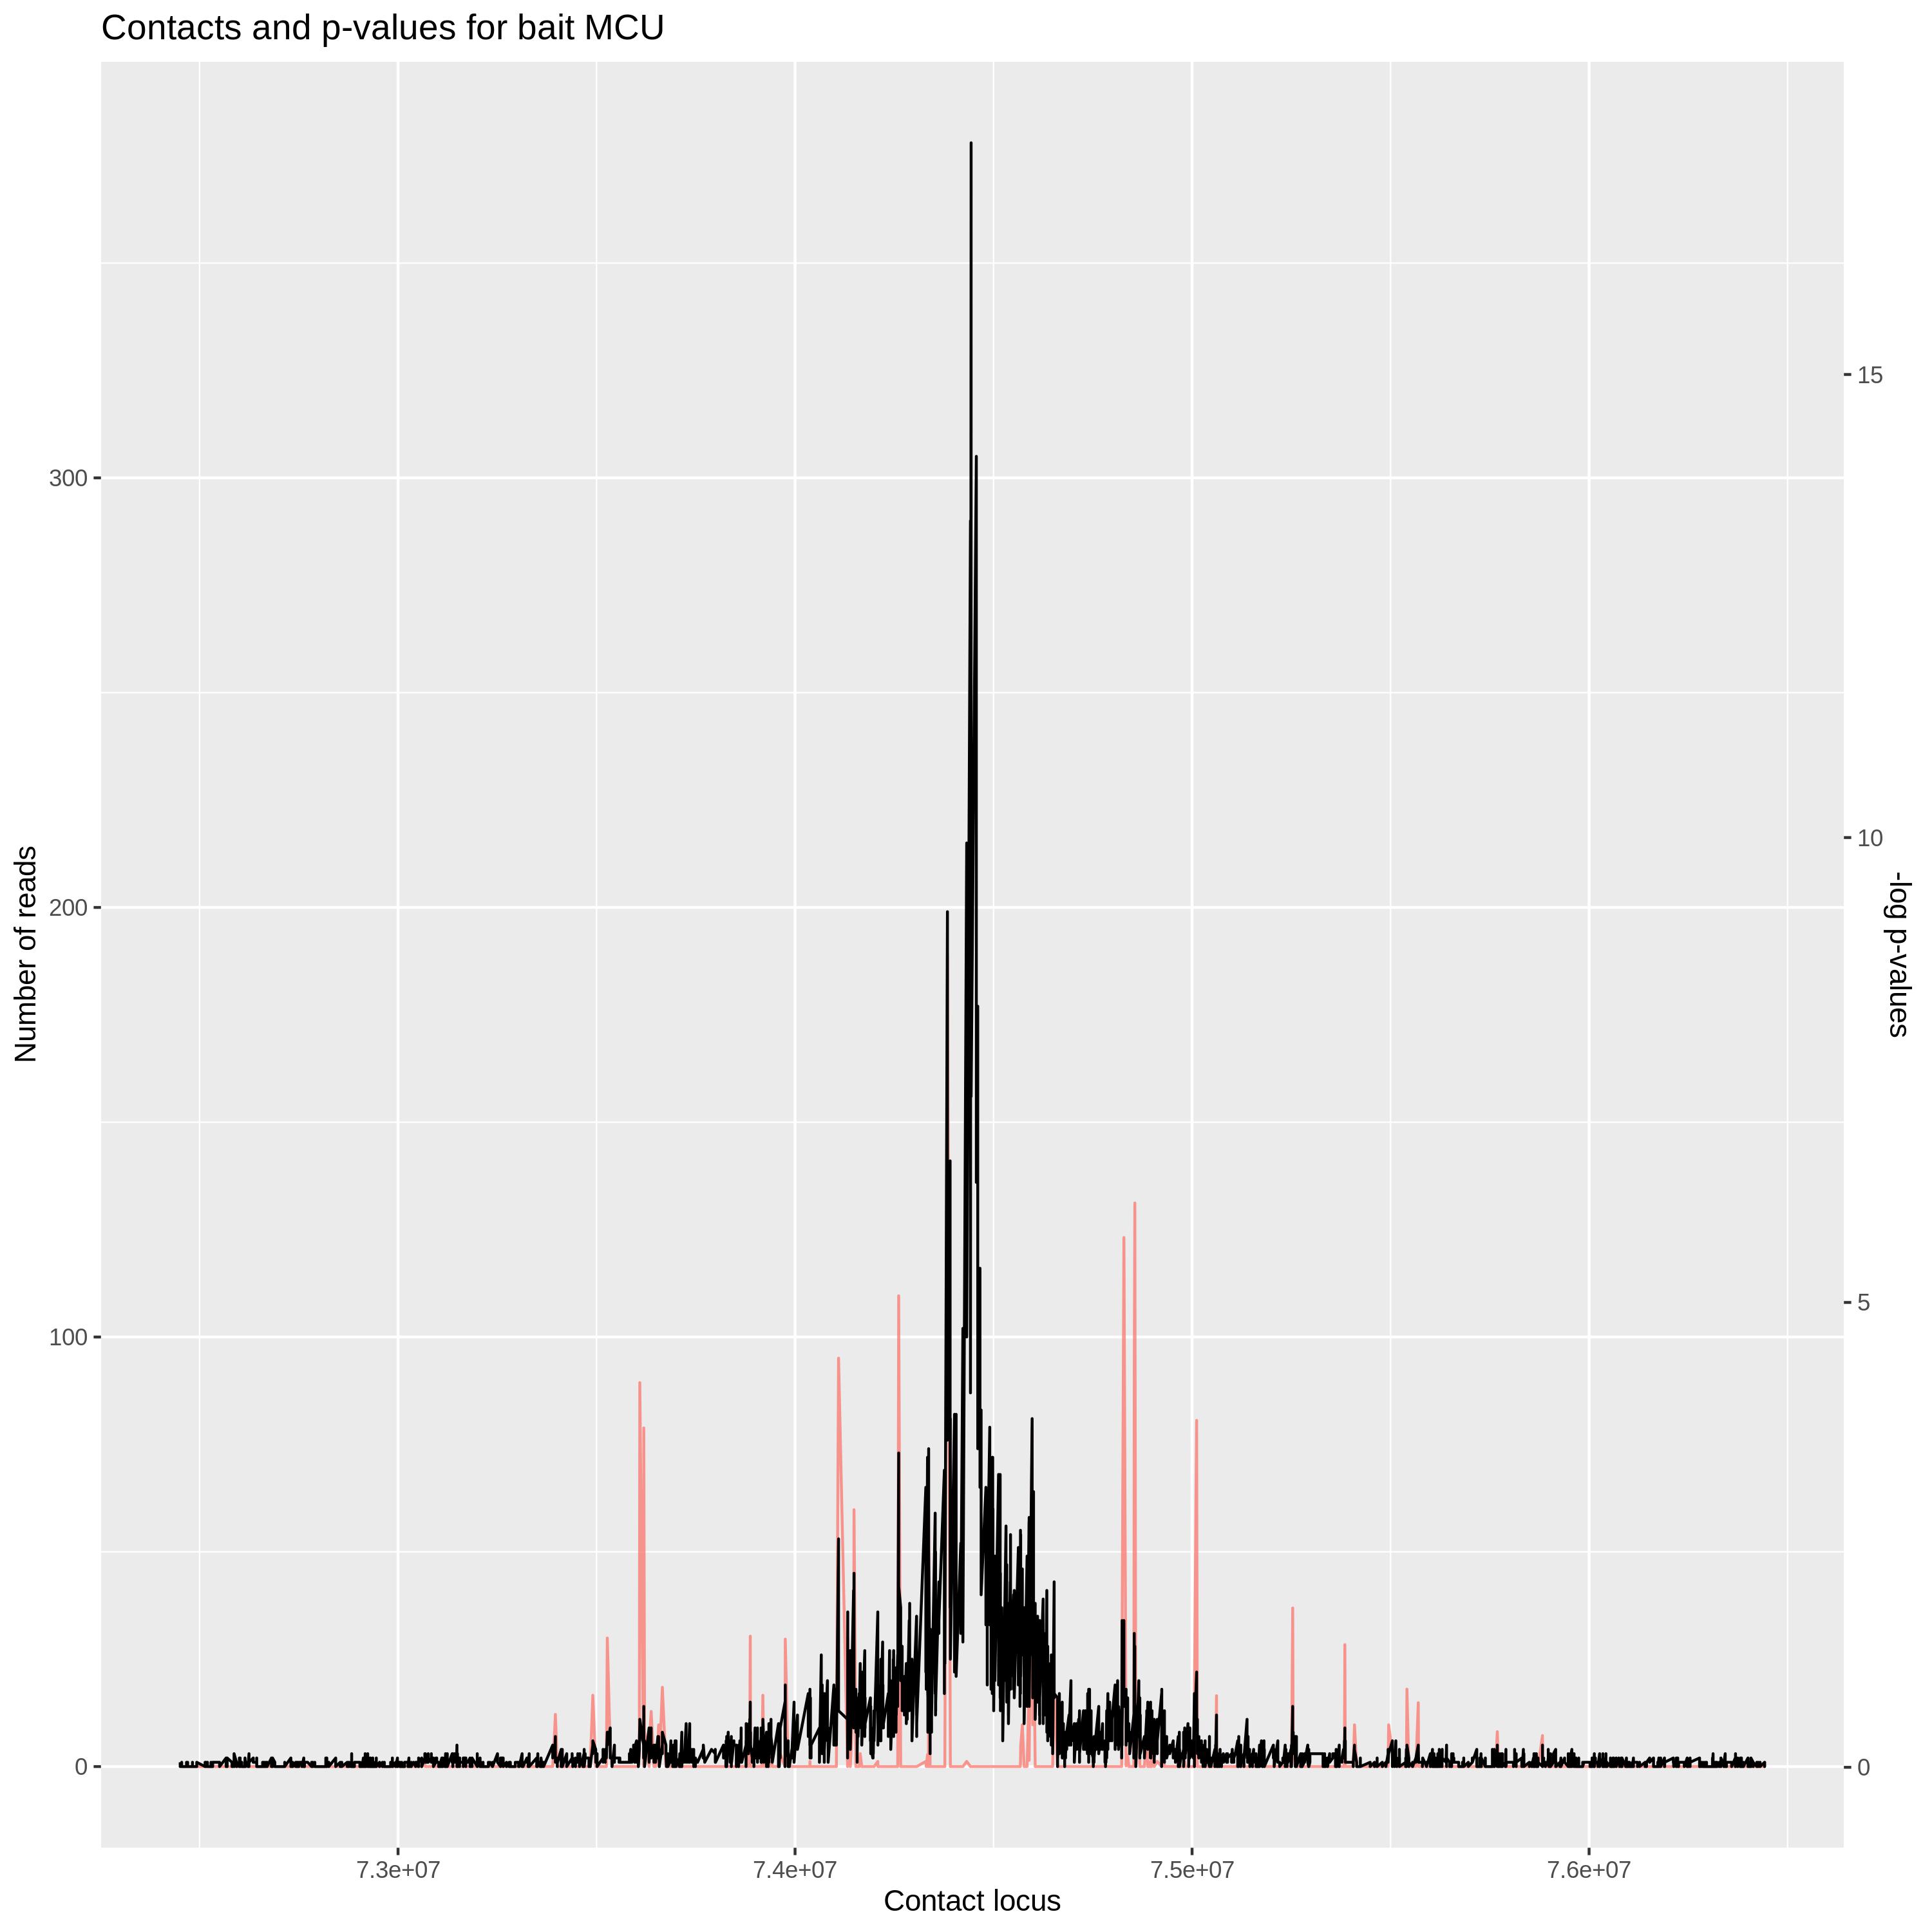 Contacts and p-values for bait MCU
Number of reads
300
200
100
0
15
10
5
0
-log p-values
7.3e+07
7.4e+07
7.5e+07
7.6e+07
Contact locus